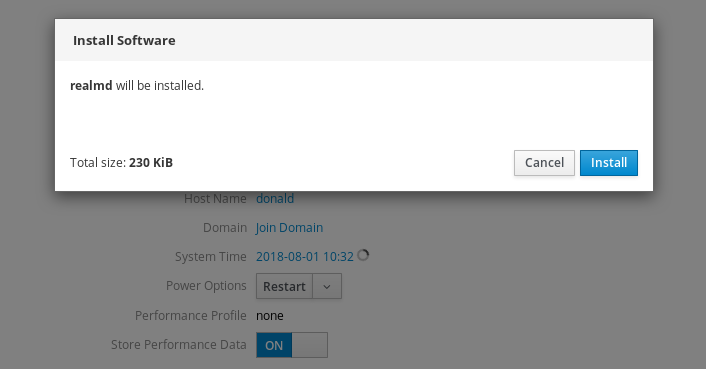 Install Software
realmd will be installed.
Total size: 230 KiB
Cancel
Install
Host Name donald
Domain Join Domain
System Time 2018-08-01 10:32
Power Options Restart
Performance Profile none
Store Performance Data ON